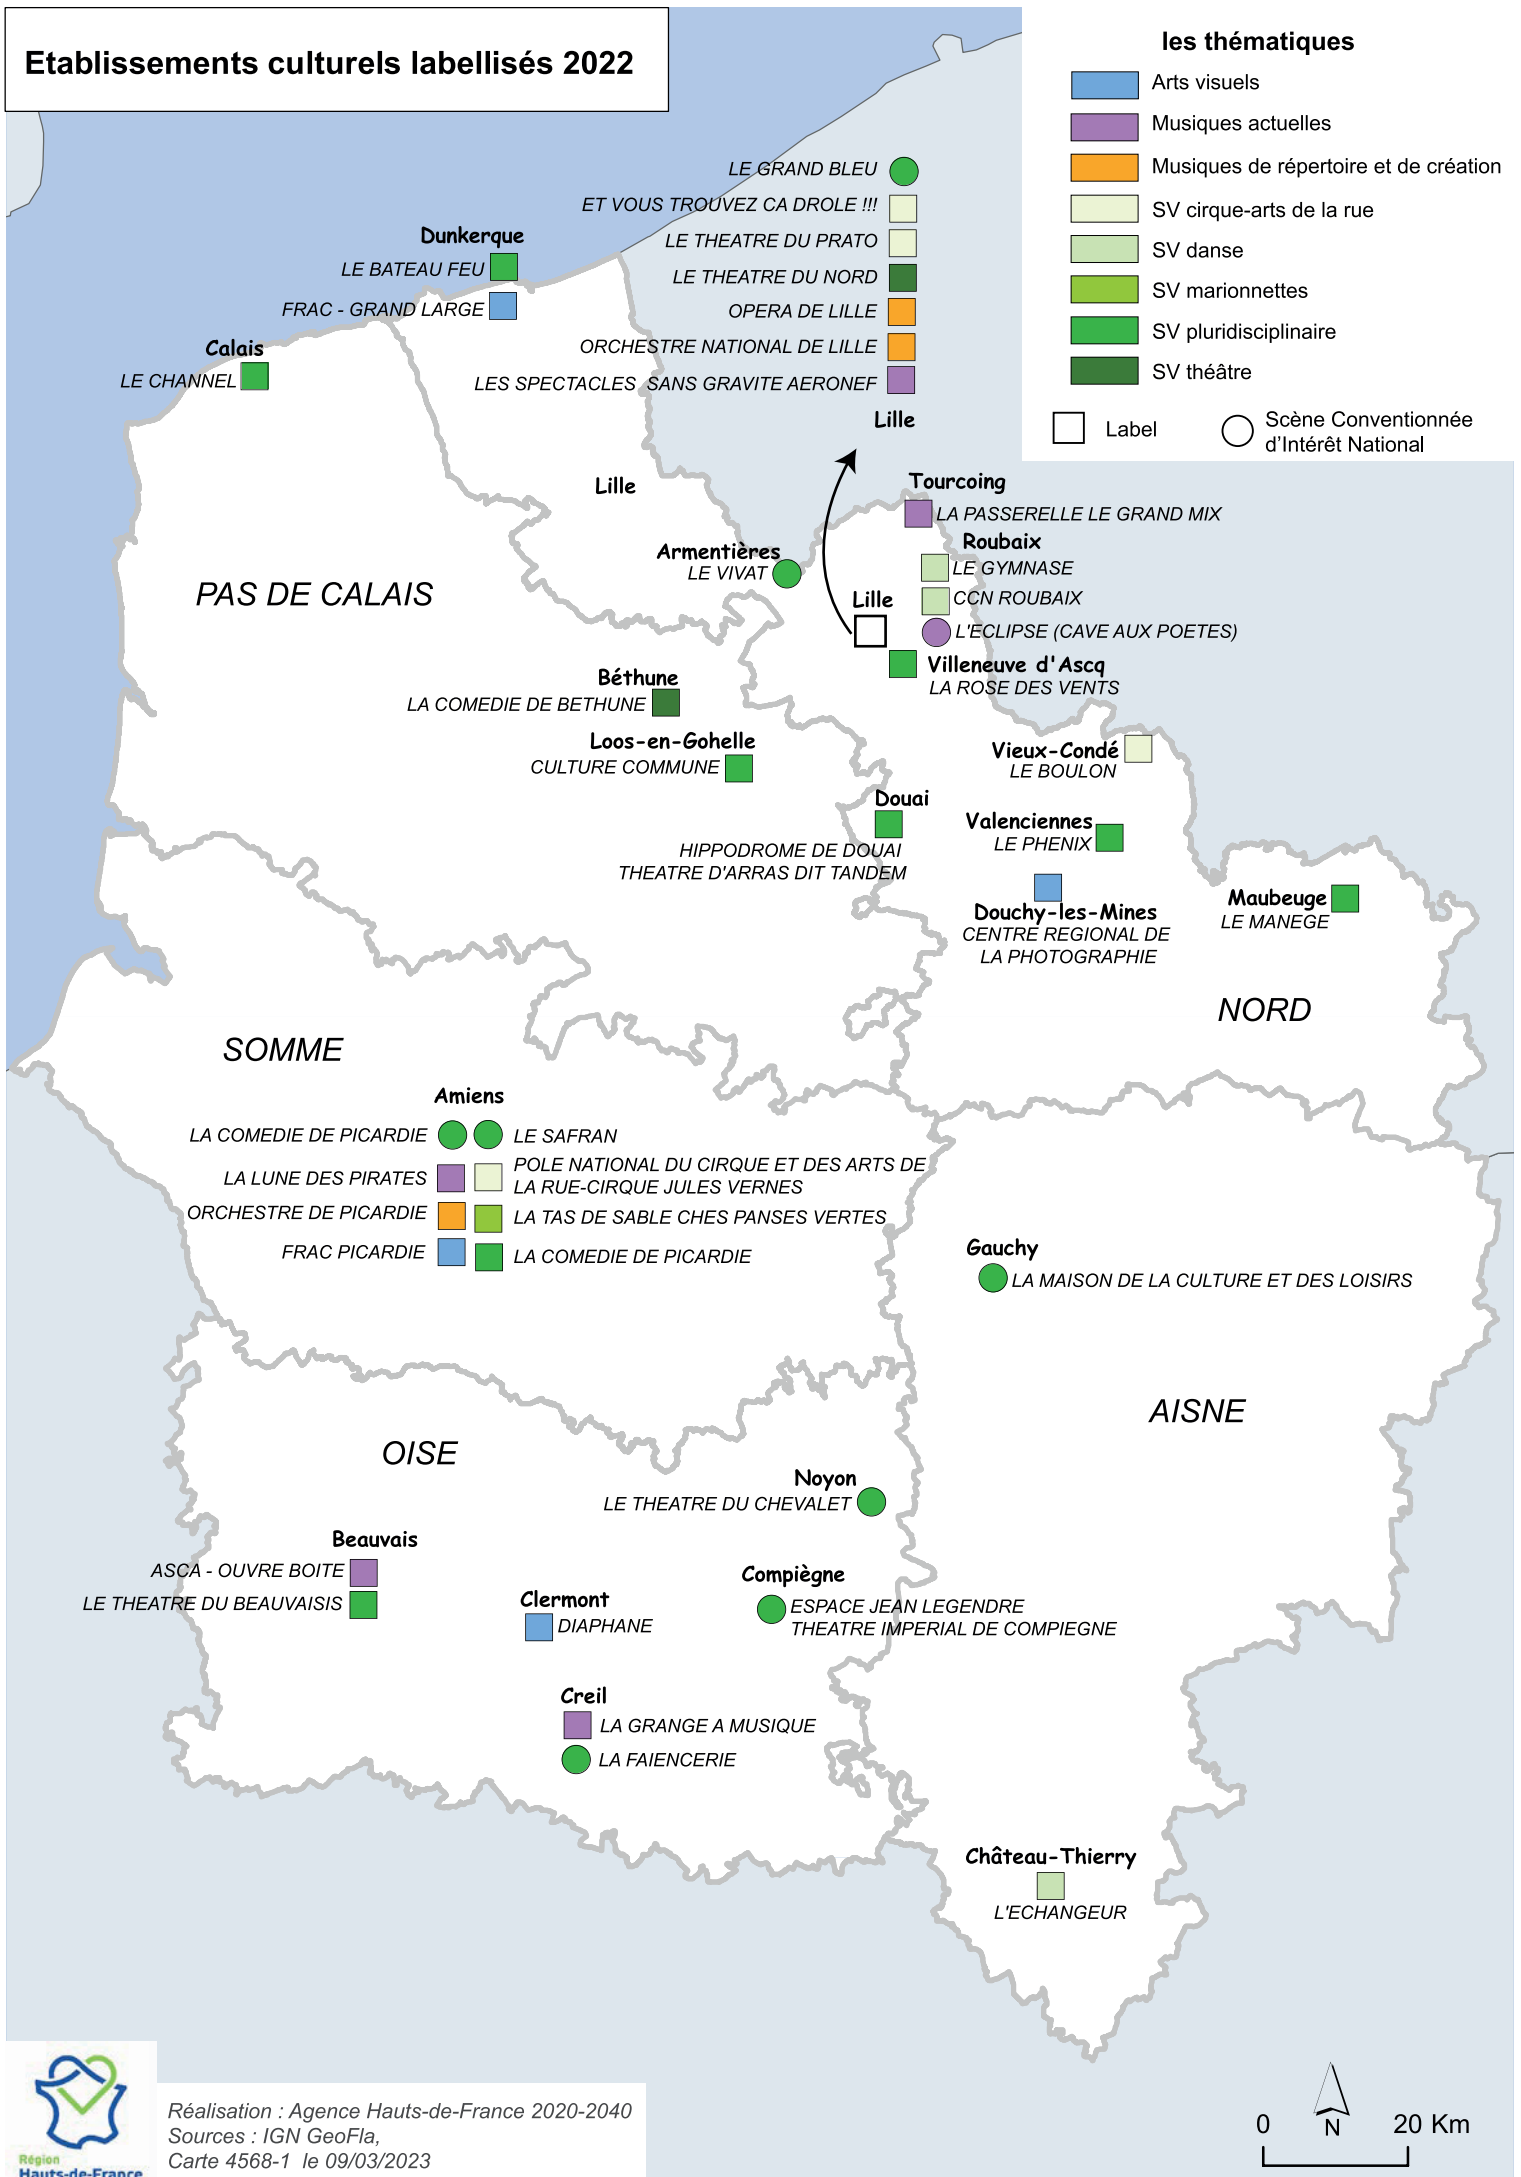 Etablissements culturels labellisés 2022
les thématiques
Arts visuels
Musiques actuelles
Musiques de répertoire et de création
SV cirque-arts de la rue
SV danse
SV marionnettes
SV pluridisciplinaire
SV théâtre
Label
Scène Conventionnée
d'Intérêt National
LE GRAND BLEU
ET VOUS TROUVEZ CA DROLE !!!
LE THEATRE DU PRATO
LE THEATRE DU NORD
OPERA DE LILLE
ORCHESTRE NATIONAL DE LILLE
LES SPECTACLES SANS GRAVITE AERONEF
Lille
Dunkerque
LE BATEAU FEU
FRAC - GRAND LARGE
Calais
LE CHANNEL
Lille
Tourcoing
LA PASSERELLE LE GRAND MIX
Armentières
LE VIVAT
Roubaix
LE GYMNASE
CCN ROUBAIX
L'ECLIPSE (CAVE AUX POETES)
Lille
PAS DE CALAIS
Villeneuve d'Ascq
LA ROSE DES VENTS
Béthune
LA COMEDIE DE BETHUNE
Loos-en-Gohelle
CULTURE COMMUNE
Vieux-Condé
LE BOULON
Douai
HIPPODROME DE DOUAI
THEATRE D'ARRAS DIT TANDEM
Valenciennes
LE PHENIX
Douchy-les-Mines
CENTRE REGIONAL DE
LA PHOTOGRAPHIE
Maubeuge
LE MANEGE
NORD
SOMME
Amiens
LA COMEDIE DE PICARDIE
LE SAFRAN
LA LUNE DES PIRATES
POLE NATIONAL DU CIRQUE ET DES ARTS DE
LA RUE-CIRQUE JULES VERNES
ORCHESTRE DE PICARDIE
LA TAS DE SABLE CHES PANSES VERTES
FRAC PICARDIE
LA COMEDIE DE PICARDIE
Gauchy
LA MAISON DE LA CULTURE ET DES LOISIRS
AISNE
OISE
Noyon
LE THEATRE DU CHEVALET
Beauvais
ASCA - OUVRE BOITE
LE THEATRE DU BEAUVAISIS
Clermont
DIAPHANE
Compiègne
ESPACE JEAN LEGENDRE
THEATRE IMPERIAL DE COMPIEGNE
Creil
LA GRANGE A MUSIQUE
LA FAIENCERIE
Château-Thierry
L'ECHANGEUR
Région
Hauts-de-France
Réalisation : Agence Hauts-de-France 2020-2040
Sources : IGN GeoFla,
Carte 4568-1 le 09/03/2023
0 N 20 Km